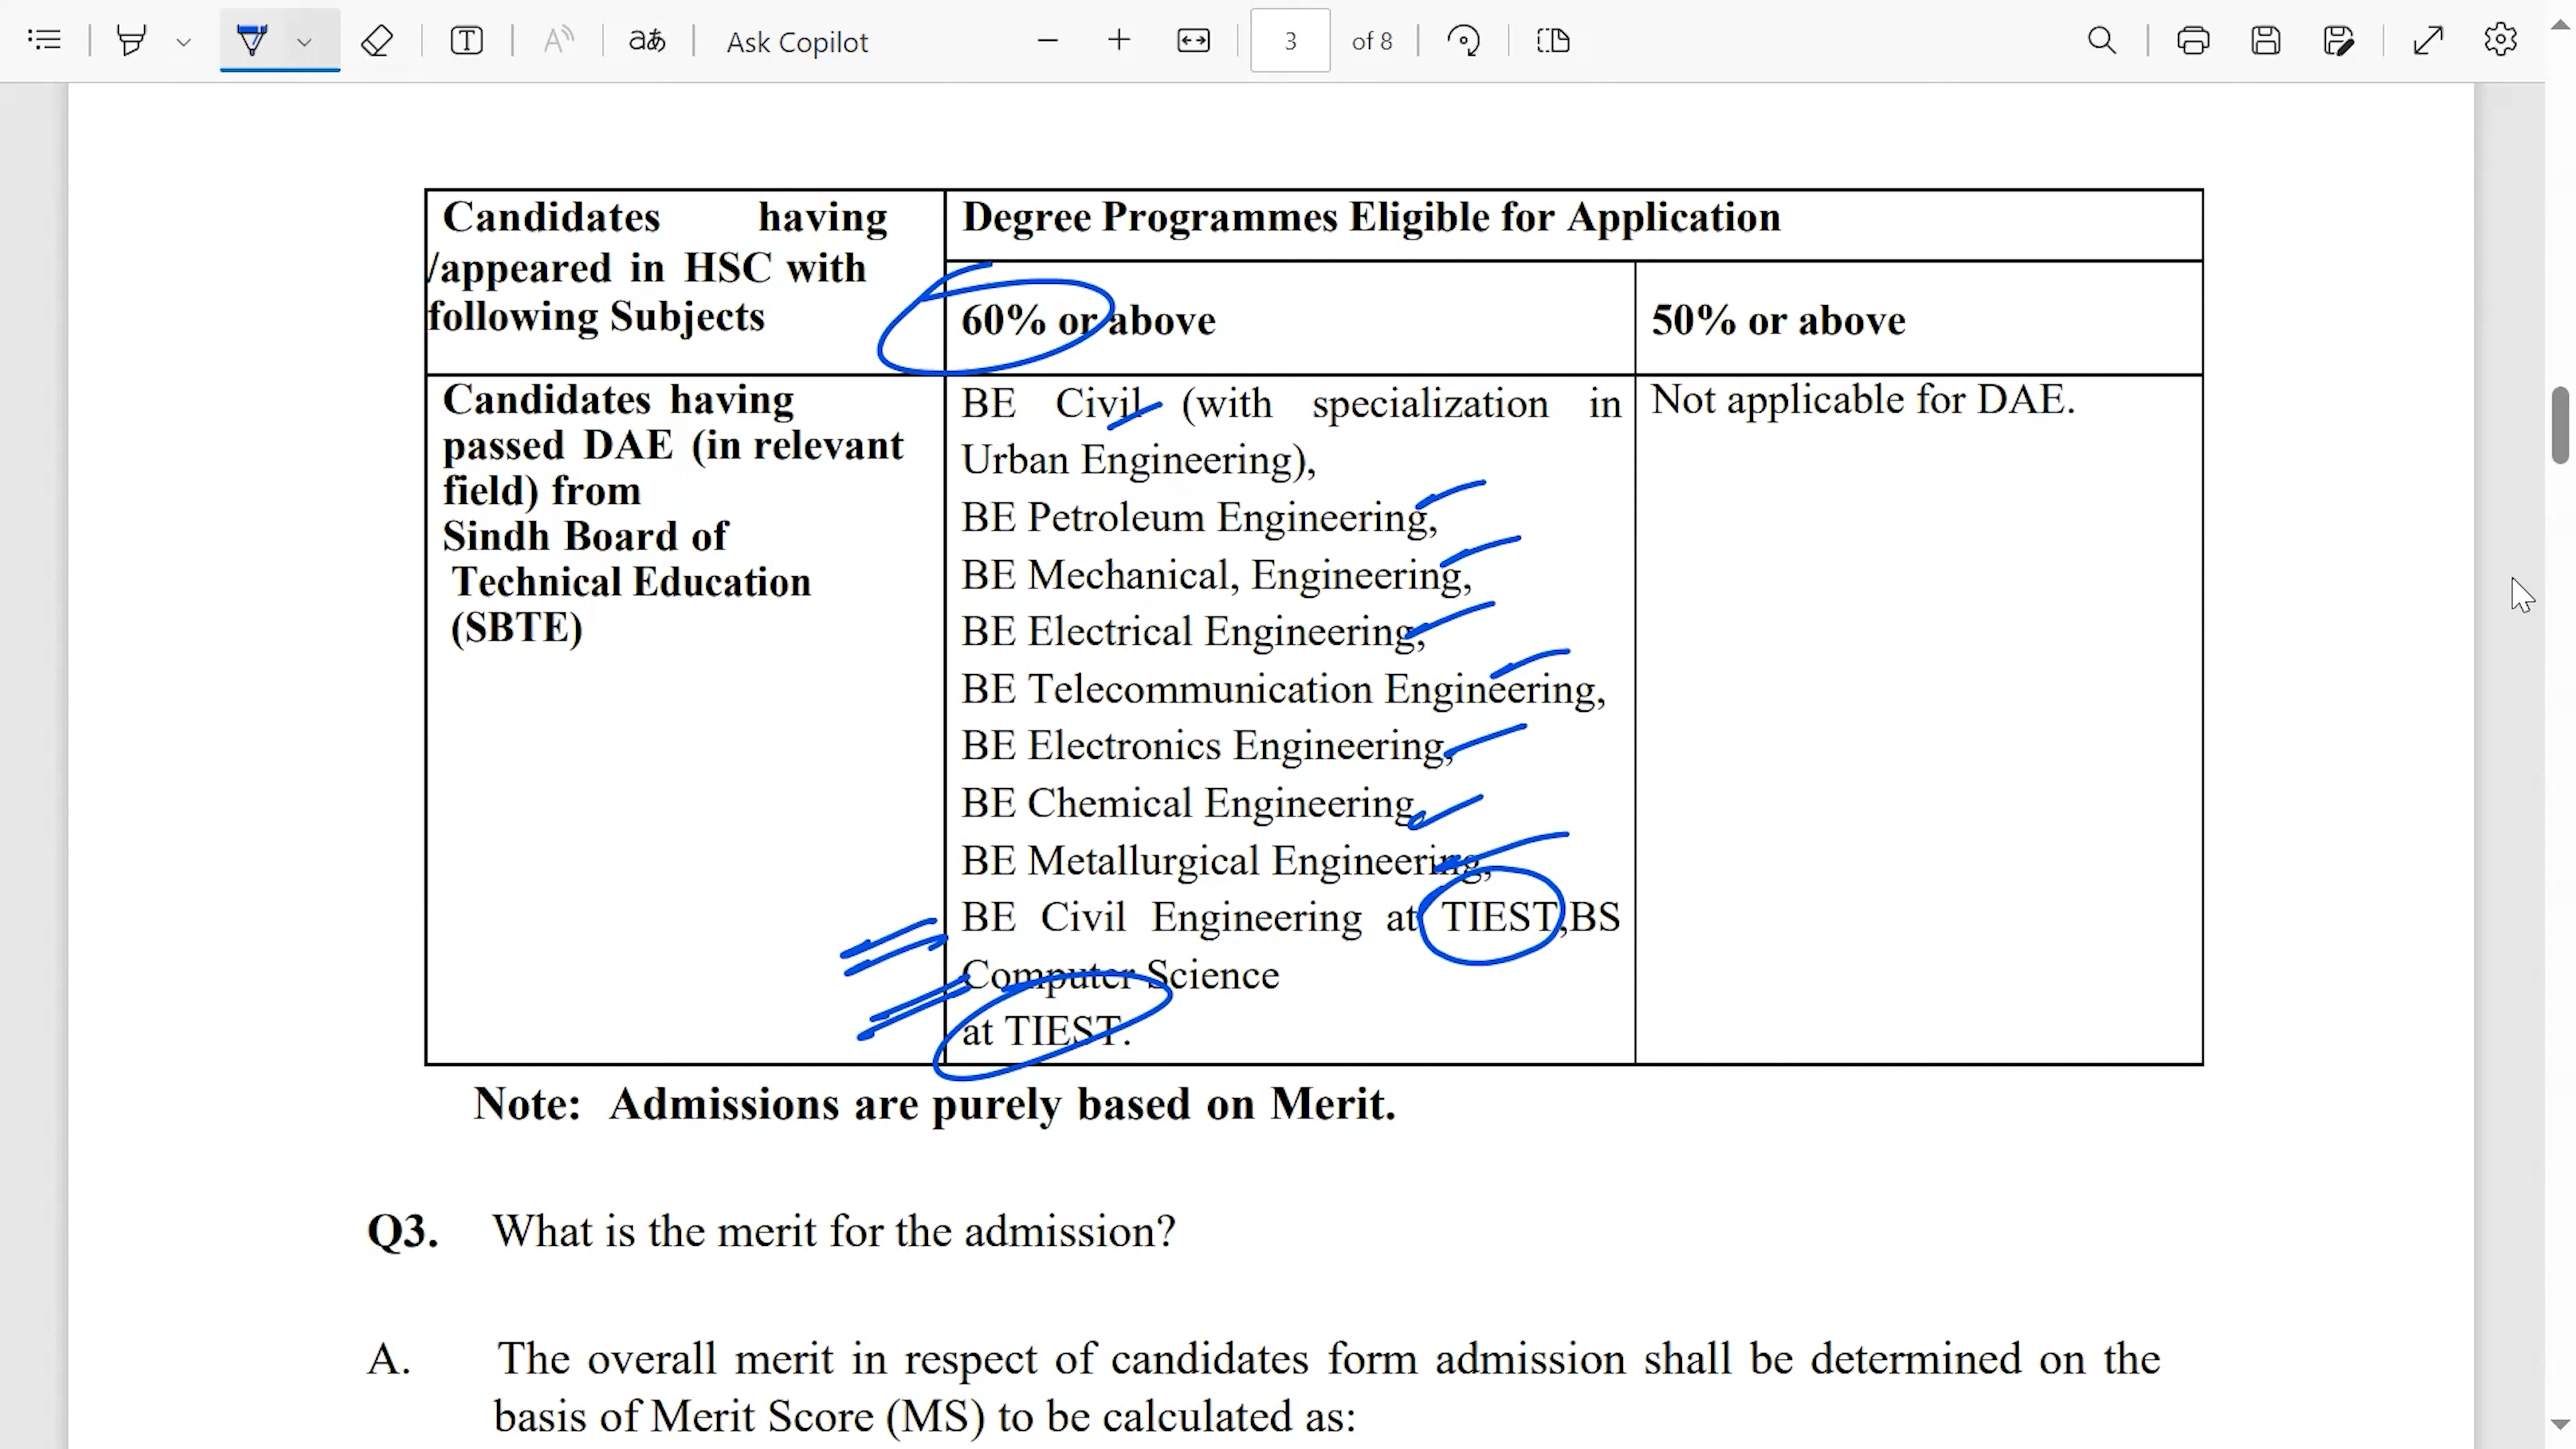 Ask Copilot
3 of 8
Candidates having
/appeared in HSC with
following Subjects
Degree Programmes Eligible for Application
60% or above
50% or above
Candidates having
passed DAE (in relevant
field) from
Sindh Board of
Technical Education
(SBTE)
BE Civil (with specialization in
Urban Engineering),
BE Petroleum Engineering,
BE Mechanical, Engineering,
BE Electrical Engineering,
BE Telecommunication Engineering,
BE Electronics Engineering,
BE Chemical Engineering,
BE Metallurgical Engineering,
BE Civil Engineering at TIEST,BS
Computer Science
at TIEST.
Not applicable for DAE.
Note: Admissions are purely based on Merit.
Q3. What is the merit for the admission?
A. The overall merit in respect of candidates form admission shall be determined on the
basis of Merit Score (MS) to be calculated as: